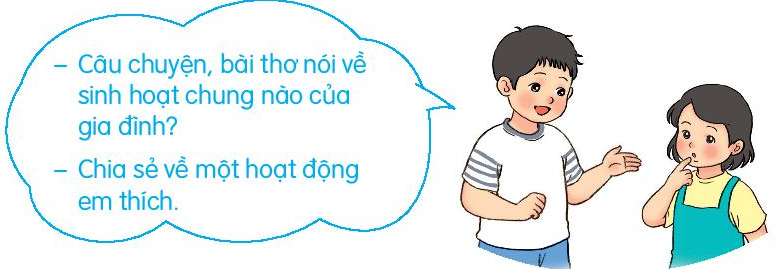 – Câu chuyện, bài thơ nói về
sinh hoạt chung nào của
gia đình?
– Chia sẻ về một hoạt động
em thích.